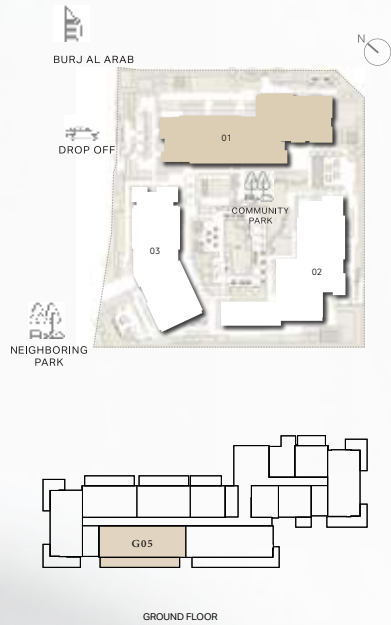 BURJ AL ARAB
N
01
DROP OFF
COMMUNITY
PARK
03
02
NEIGHBORING
PARK
G05
GROUND FLOOR